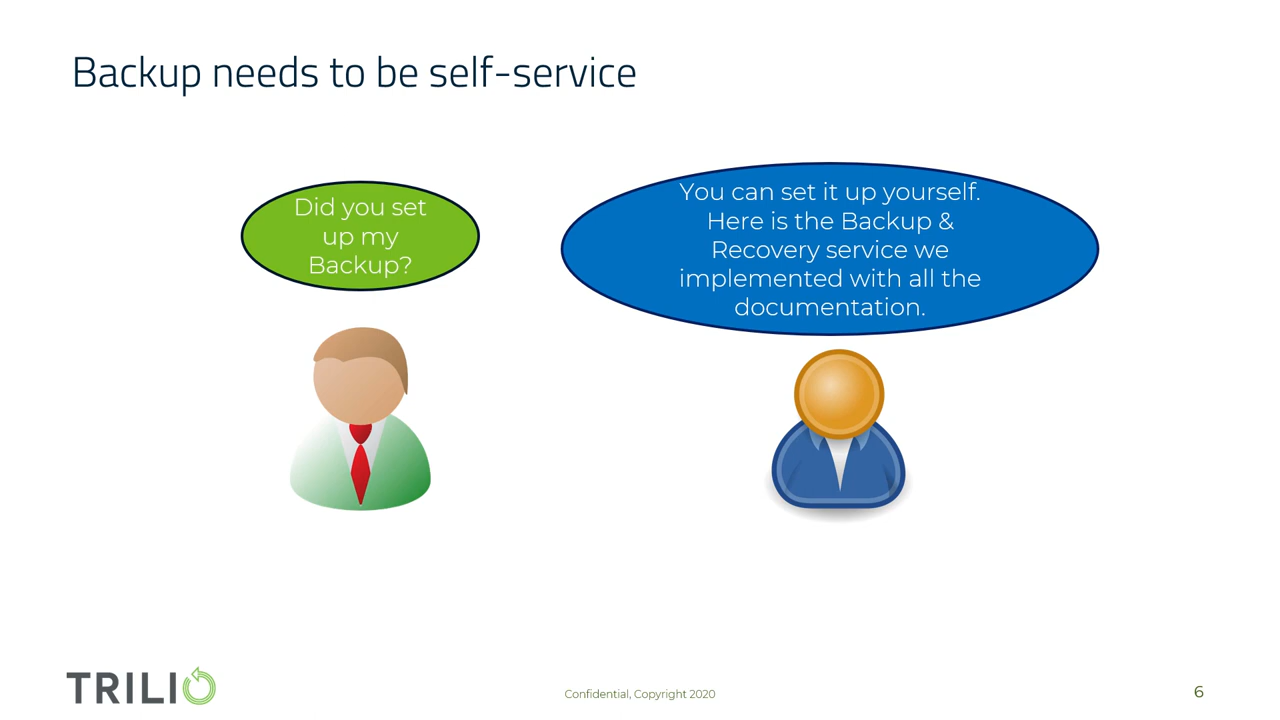 Backup needs to be self-service
Did you set
up my
Backup?
You can set it up yourself.
Here is the Backup &
Recovery service we
implemented with all the
documentation.
TRILIO
Confidential, Copyright 2020
6